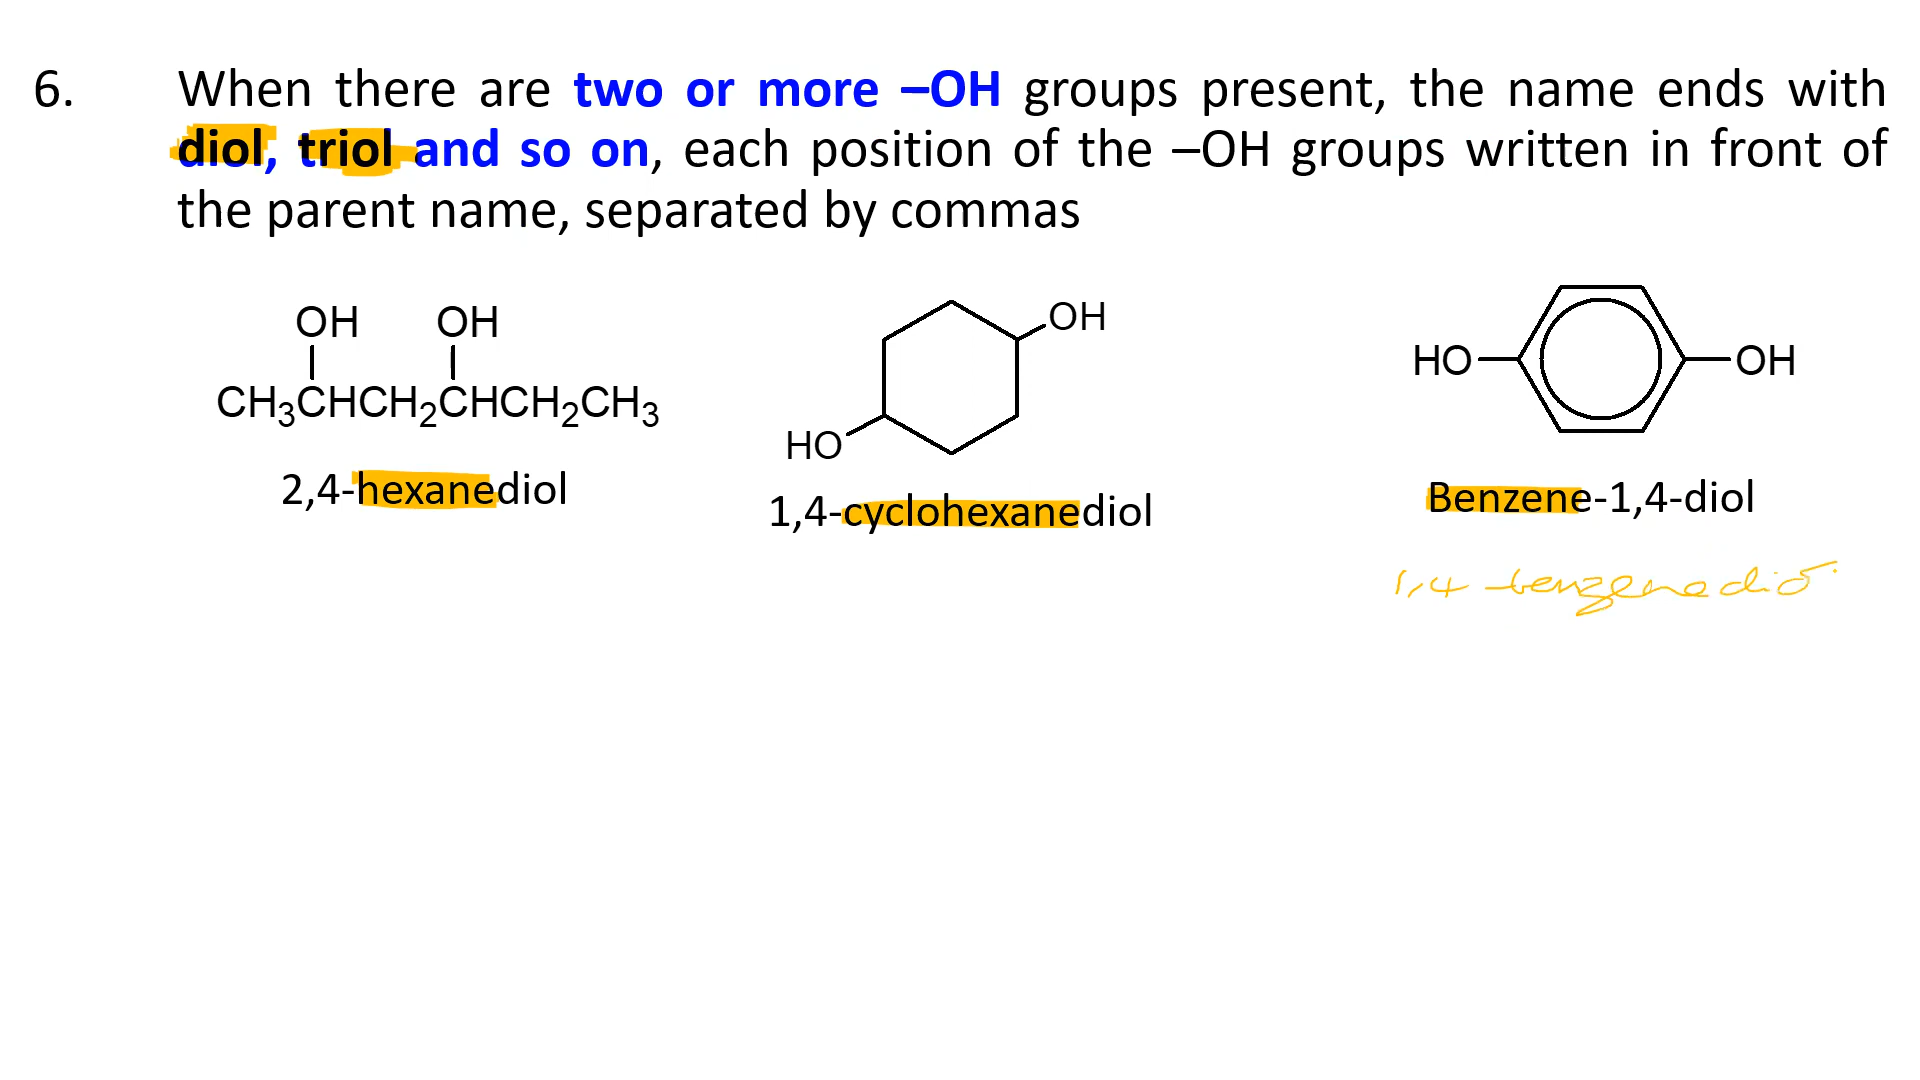 6. When there are two or more –OH groups present, the name ends with
diol, triol and so on, each position of the –OH groups written in front of
the parent name, separated by commas
OH OH
CH₃CHCH₂CHCH₂CH₃
2,4-hexanediol
OH
HO
1,4-cyclohexanediol
HO OH
Benzene-1,4-diol
1,4-benzene